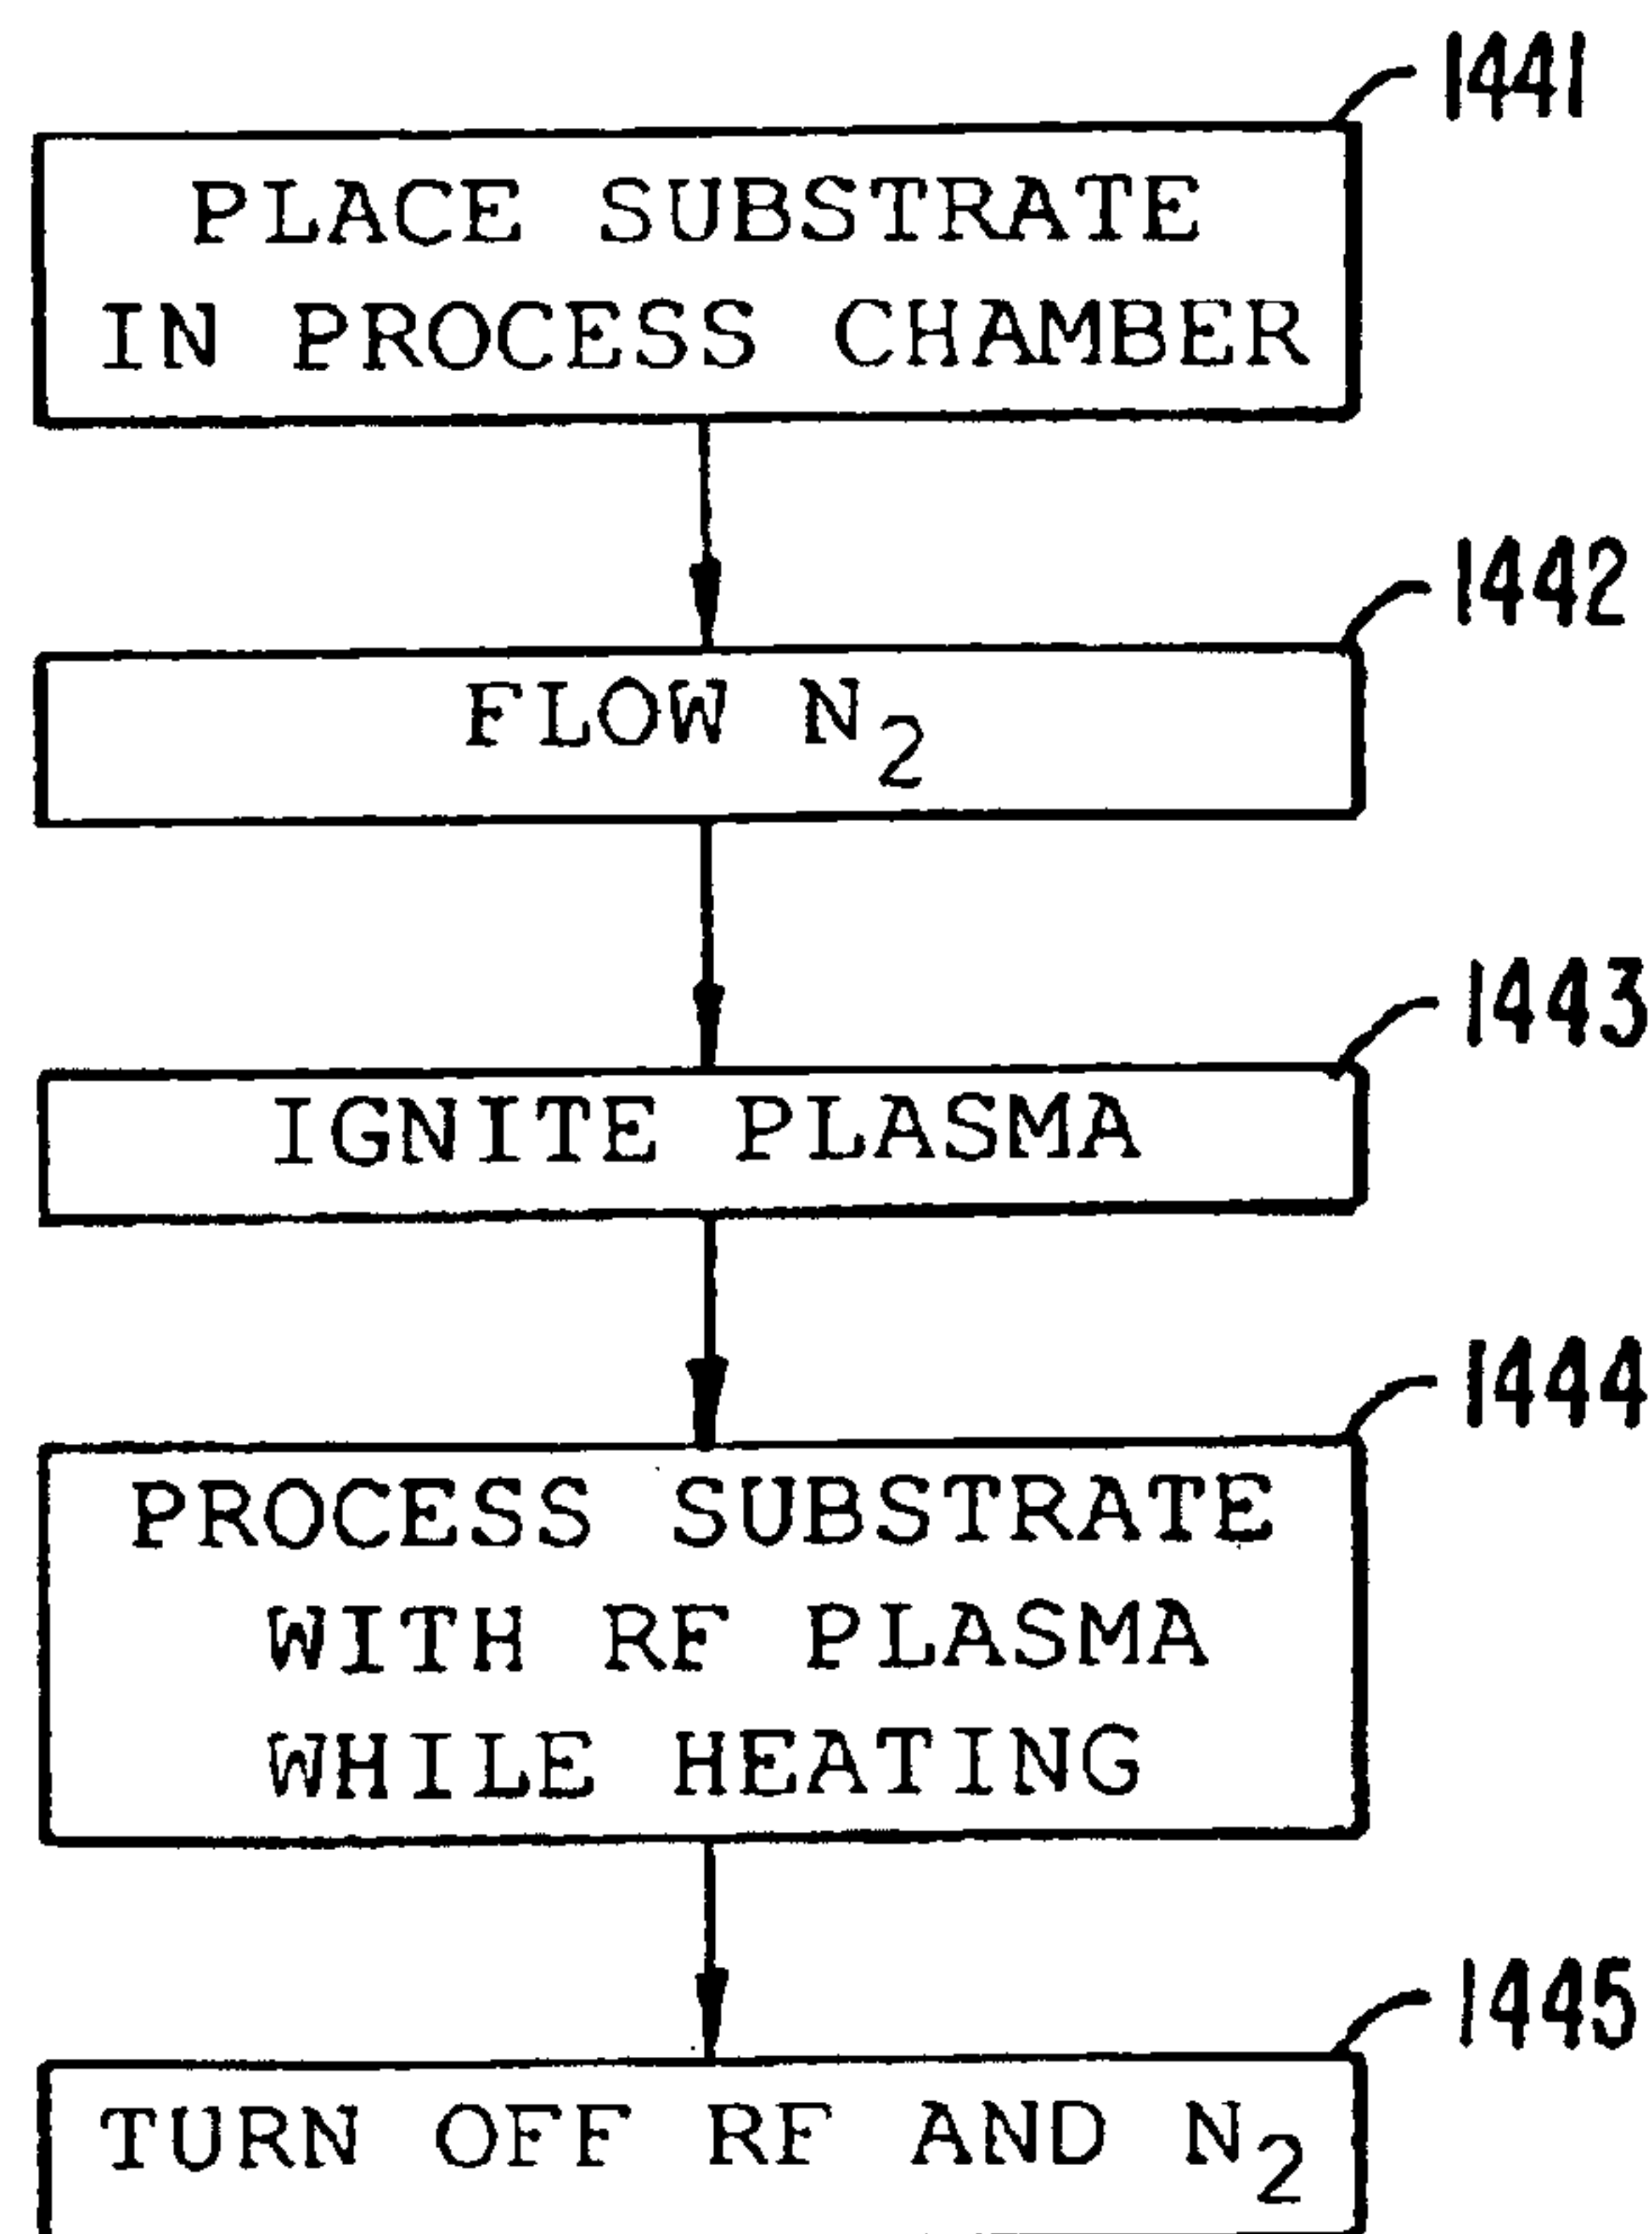 1441
PLACE SUBSTRATE
IN PROCESS CHAMBER
1442
FLOW N2
1443
IGNITE PLASMA
1444
PROCESS SUBSTRATE
WITH RF PLASMA
WHILE HEATING
1445
TURN OFF RF AND N2